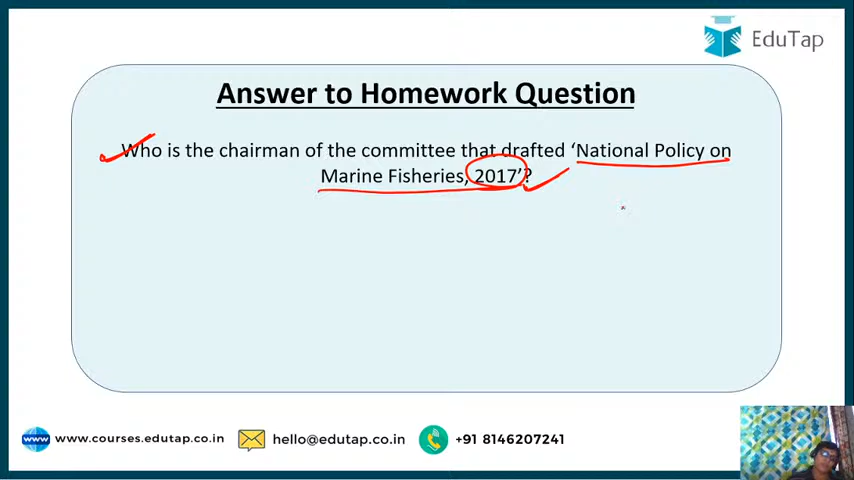 EduTap
Answer to Homework Question
Who is the chairman of the committee that drafted ‘National Policy on
Marine Fisheries, 2017’?
www www.courses.edutap.co.in hello@edutap.co.in +91 8146207241